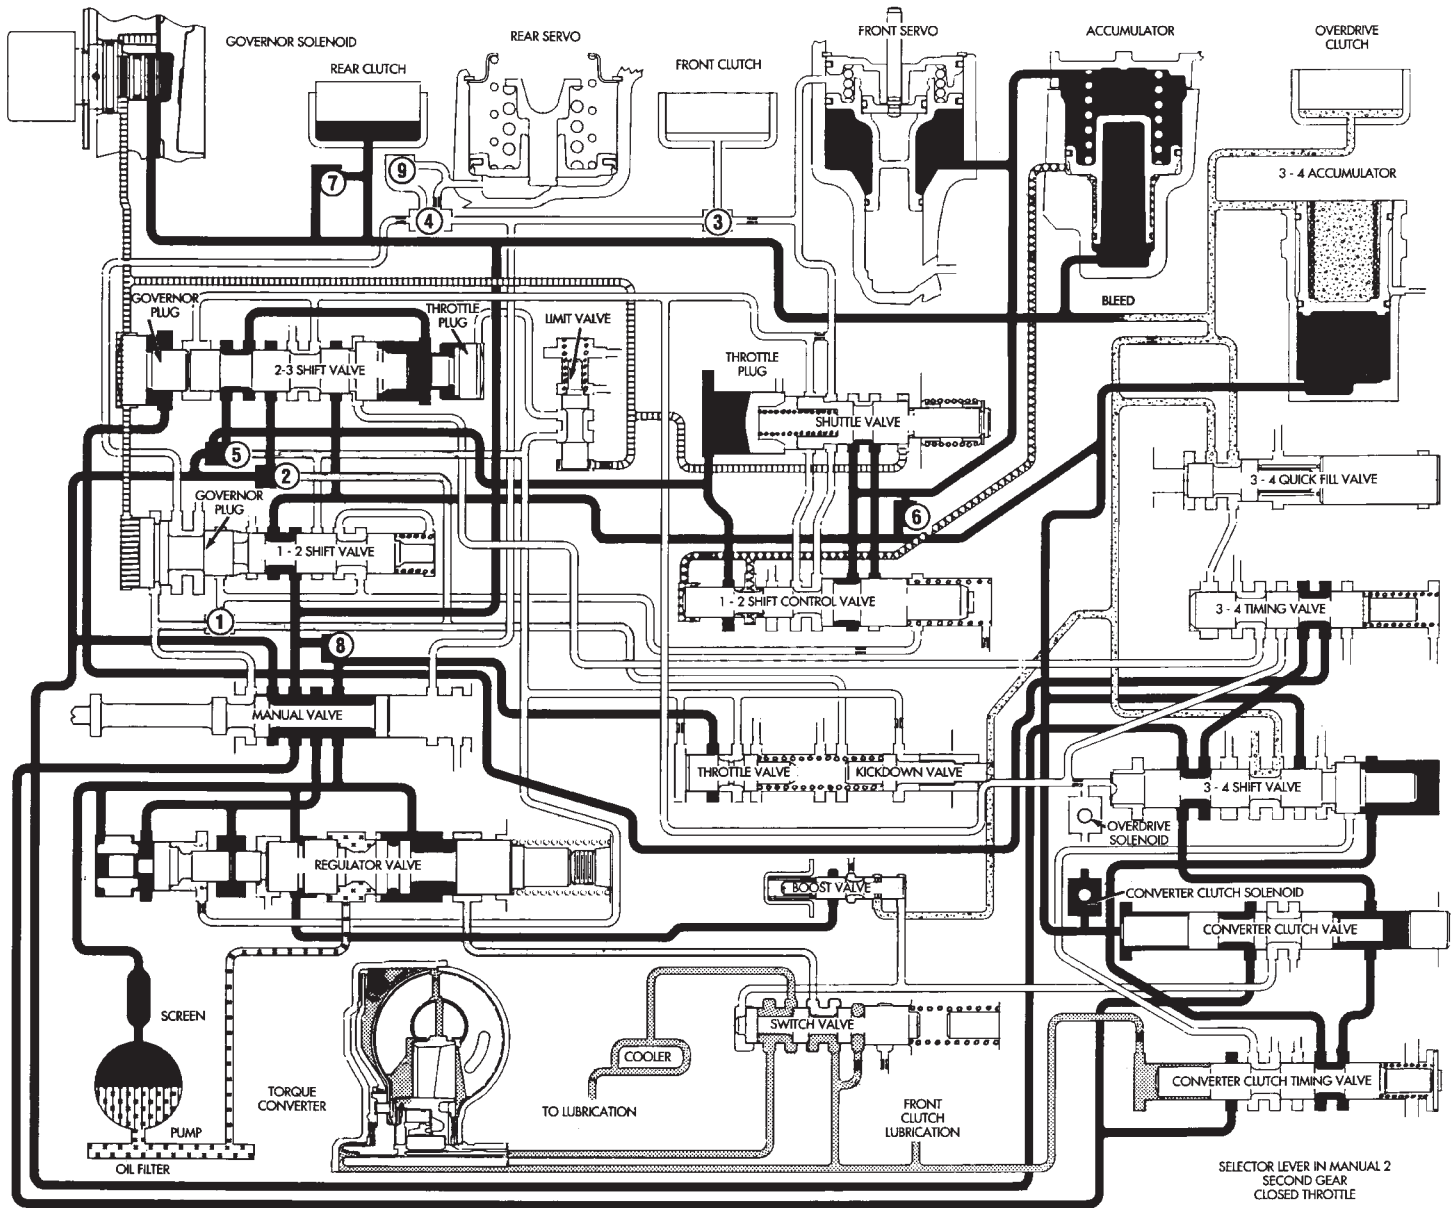 GOVERNOR SOLENOID
REAR CLUTCH
REAR SERVO
FRONT CLUTCH
FRONT SERVO
ACCUMULATOR
OVERDRIVE
CLUTCH
3 - 4 ACCUMULATOR
7
9
4
3
BLEED
GOVERNOR
PLUG
THROTTLE
PLUG
LIMIT VALVE
2-3 SHIFT VALVE
THROTTLE
PLUG
SHUTTLE VALVE
5
2
3 - 4 QUICK FILL VALVE
GOVERNOR
PLUG
6
1 - 2 SHIFT VALVE
1 - 2 SHIFT CONTROL VALVE
3 - 4 TIMING VALVE
1
8
MANUAL VALVE
THROTTLE VALVE
KICKDOWN VALVE
3 - 4 SHIFT VALVE
OVERDRIVE
SOLENOID
REGULATOR VALVE
BOOST VALVE
CONVERTER CLUTCH SOLENOID
CONVERTER CLUTCH VALVE
SCREEN
SWITCH VALVE
COOLER
TORQUE
CONVERTER
TO LUBRICATION
FRONT
CLUTCH
LUBRICATION
CONVERTER CLUTCH TIMING VALVE
PUMP
OIL FILTER
SELECTOR LEVER IN MANUAL 2
SECOND GEAR
CLOSED THROTTLE